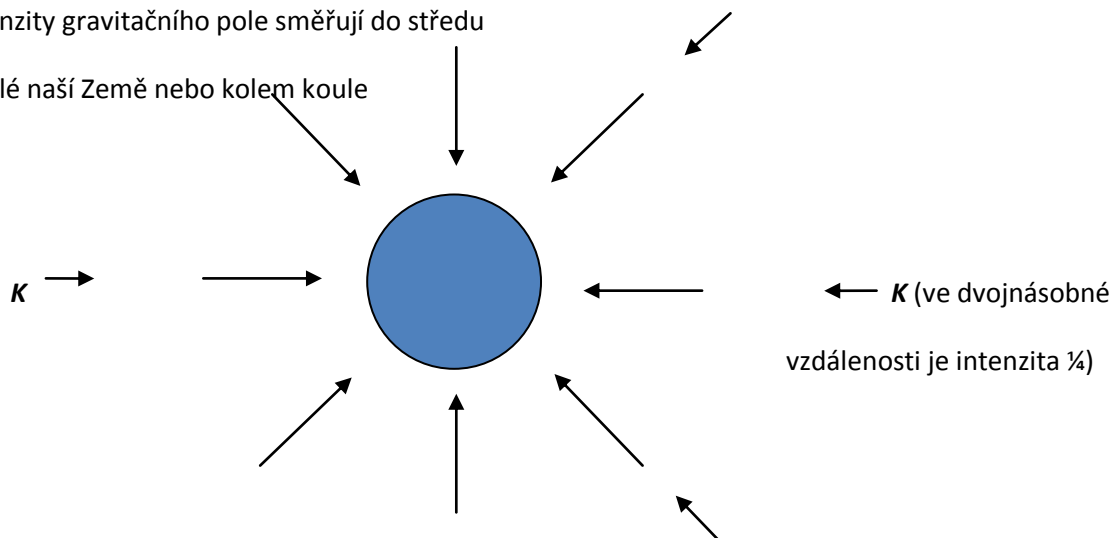 nzity gravitačního pole směřují do středu
lé naší Země nebo kolem koule
K
K (ve dvojnásobné
vzdálenosti je intenzita ¼)